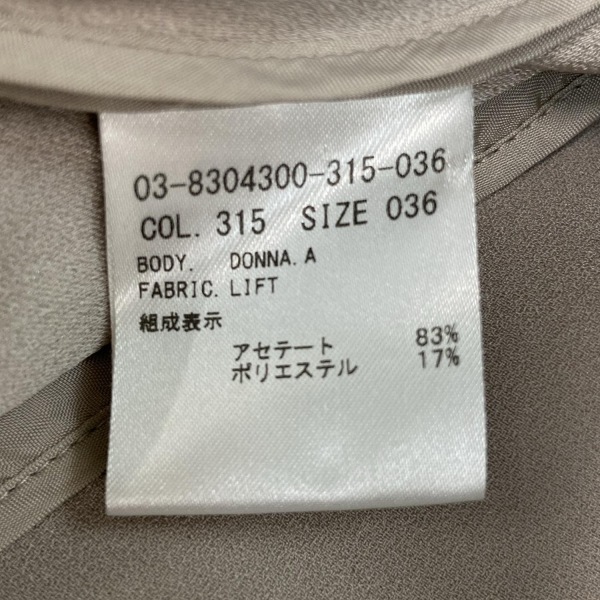 03-8304300-315-036
COL. 315 SIZE 036
BODY. DONNA.A
FABRIC. LIFT
組成表示
アセテート 83%
ポリエステル 17%